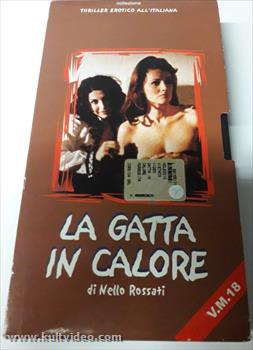 collezione
THRILLER EROTICO ALL'ITALIANA
LA GATTA
IN CALORE
di Nello Rossati
V.M. 18
www.kultvideo.com